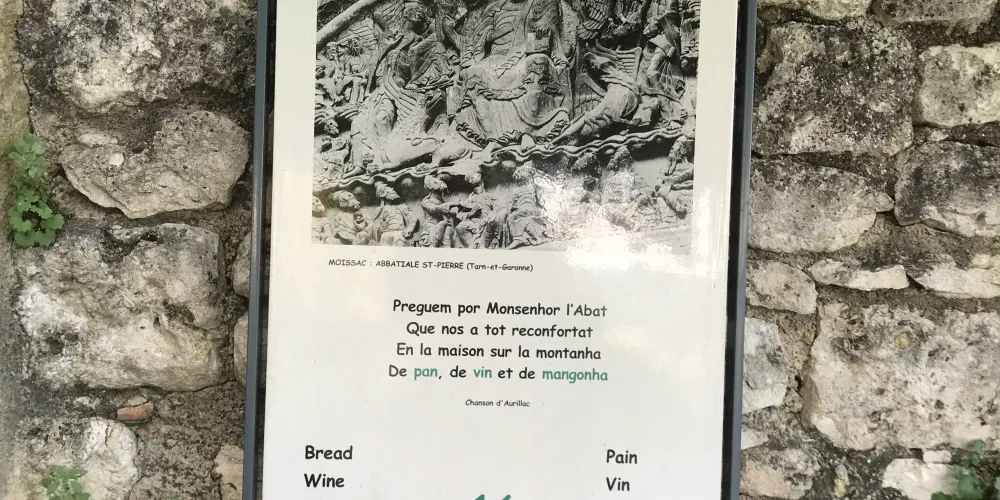 MOISSAC : ABBATIALE ST-PIERRE (Tarn-et-Garonne)
Preguem por Monsenhor l'Abat
Que nos a tot reconfortat
En la maison sur la montanha
De pan, de vin et de mangonha
Chanson d'Aurillac
Bread
Wine
Pain
Vin